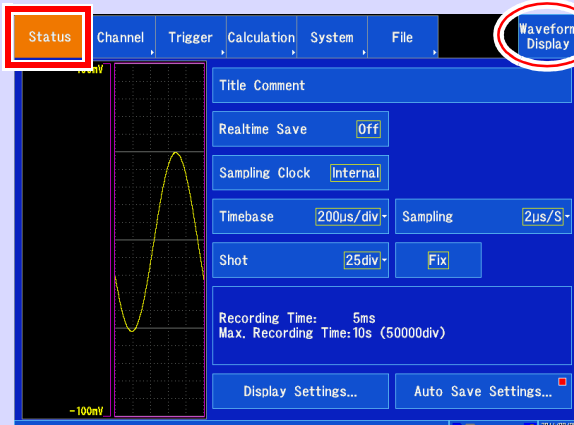 Status
Channel
Trigger
Calculation
System
File
Waveform
Display
Title Comment
Realtime Save Off
Sampling Clock Internal
Timebase 200µs/div
Sampling 2µs/S
Shot 25div
Fix
Recording Time: 5ms
Max. Recording Time: 10s (50000div)
Display Settings...
Auto Save Settings...
-100mV